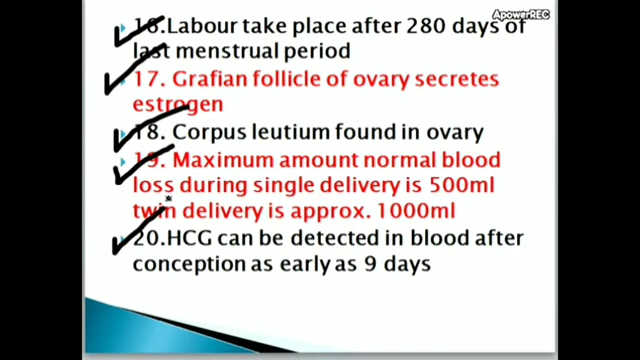 ApowerREC
16.Labour take place after 280 days of
last menstrual period
17. Grafian follicle of ovary secretes
estrogen
18. Corpus leutium found in ovary
19. Maximum amount normal blood
loss during single delivery is 500ml
twin delivery is approx. 1000ml
20.HCG can be detected in blood after
conception as early as 9 days